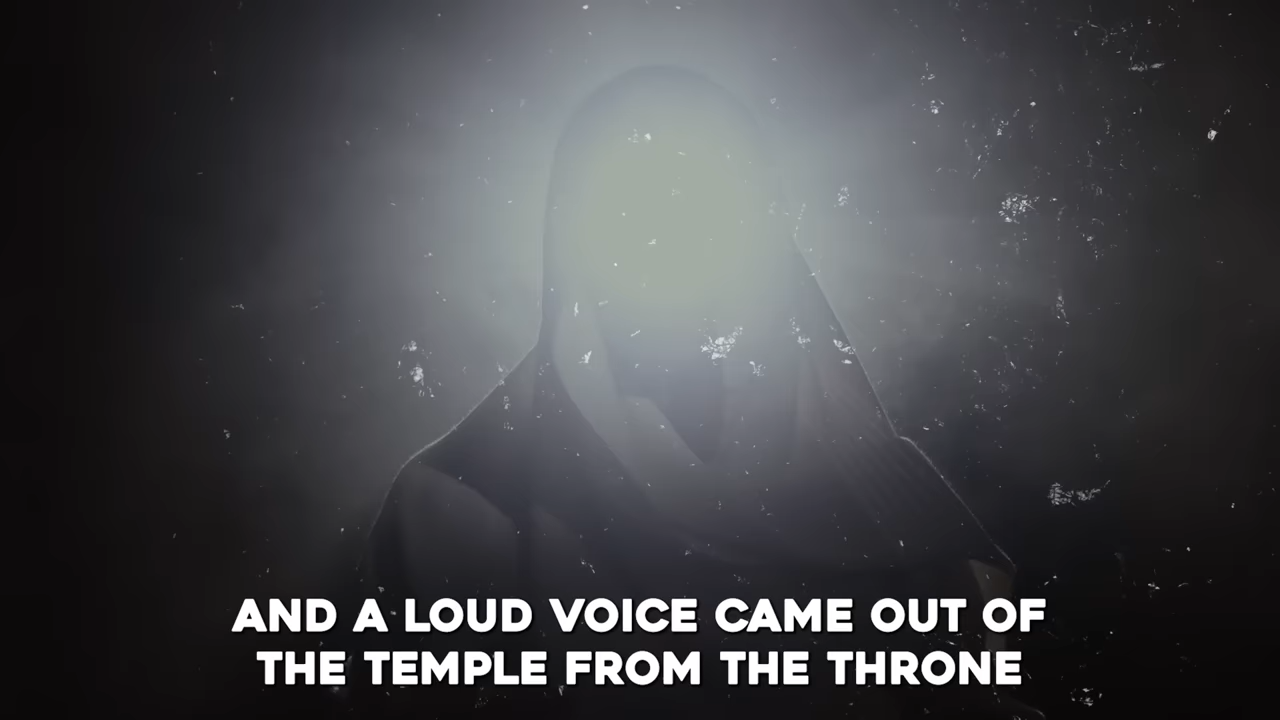 AND A LOUD VOICE CAME OUT OF
THE TEMPLE FROM THE THRONE